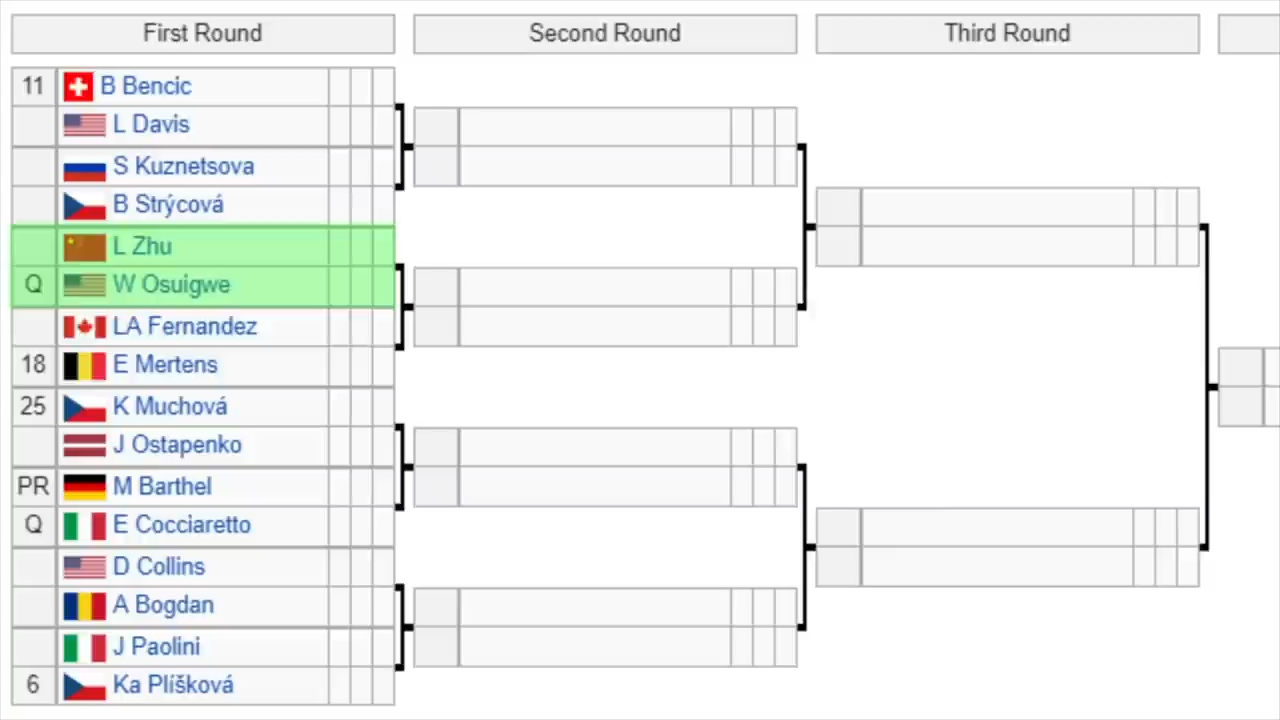 First Round
Second Round
Third Round
11 B Bencic
L Davis
S Kuznetsova
B Strýcová
L Zhu
Q W Osuigwe
LA Fernandez
18 E Mertens
25 K Muchová
J Ostapenko
PR M Barthel
Q E Cocciaretto
D Collins
A Bogdan
J Paolini
6 Ka Plíšková